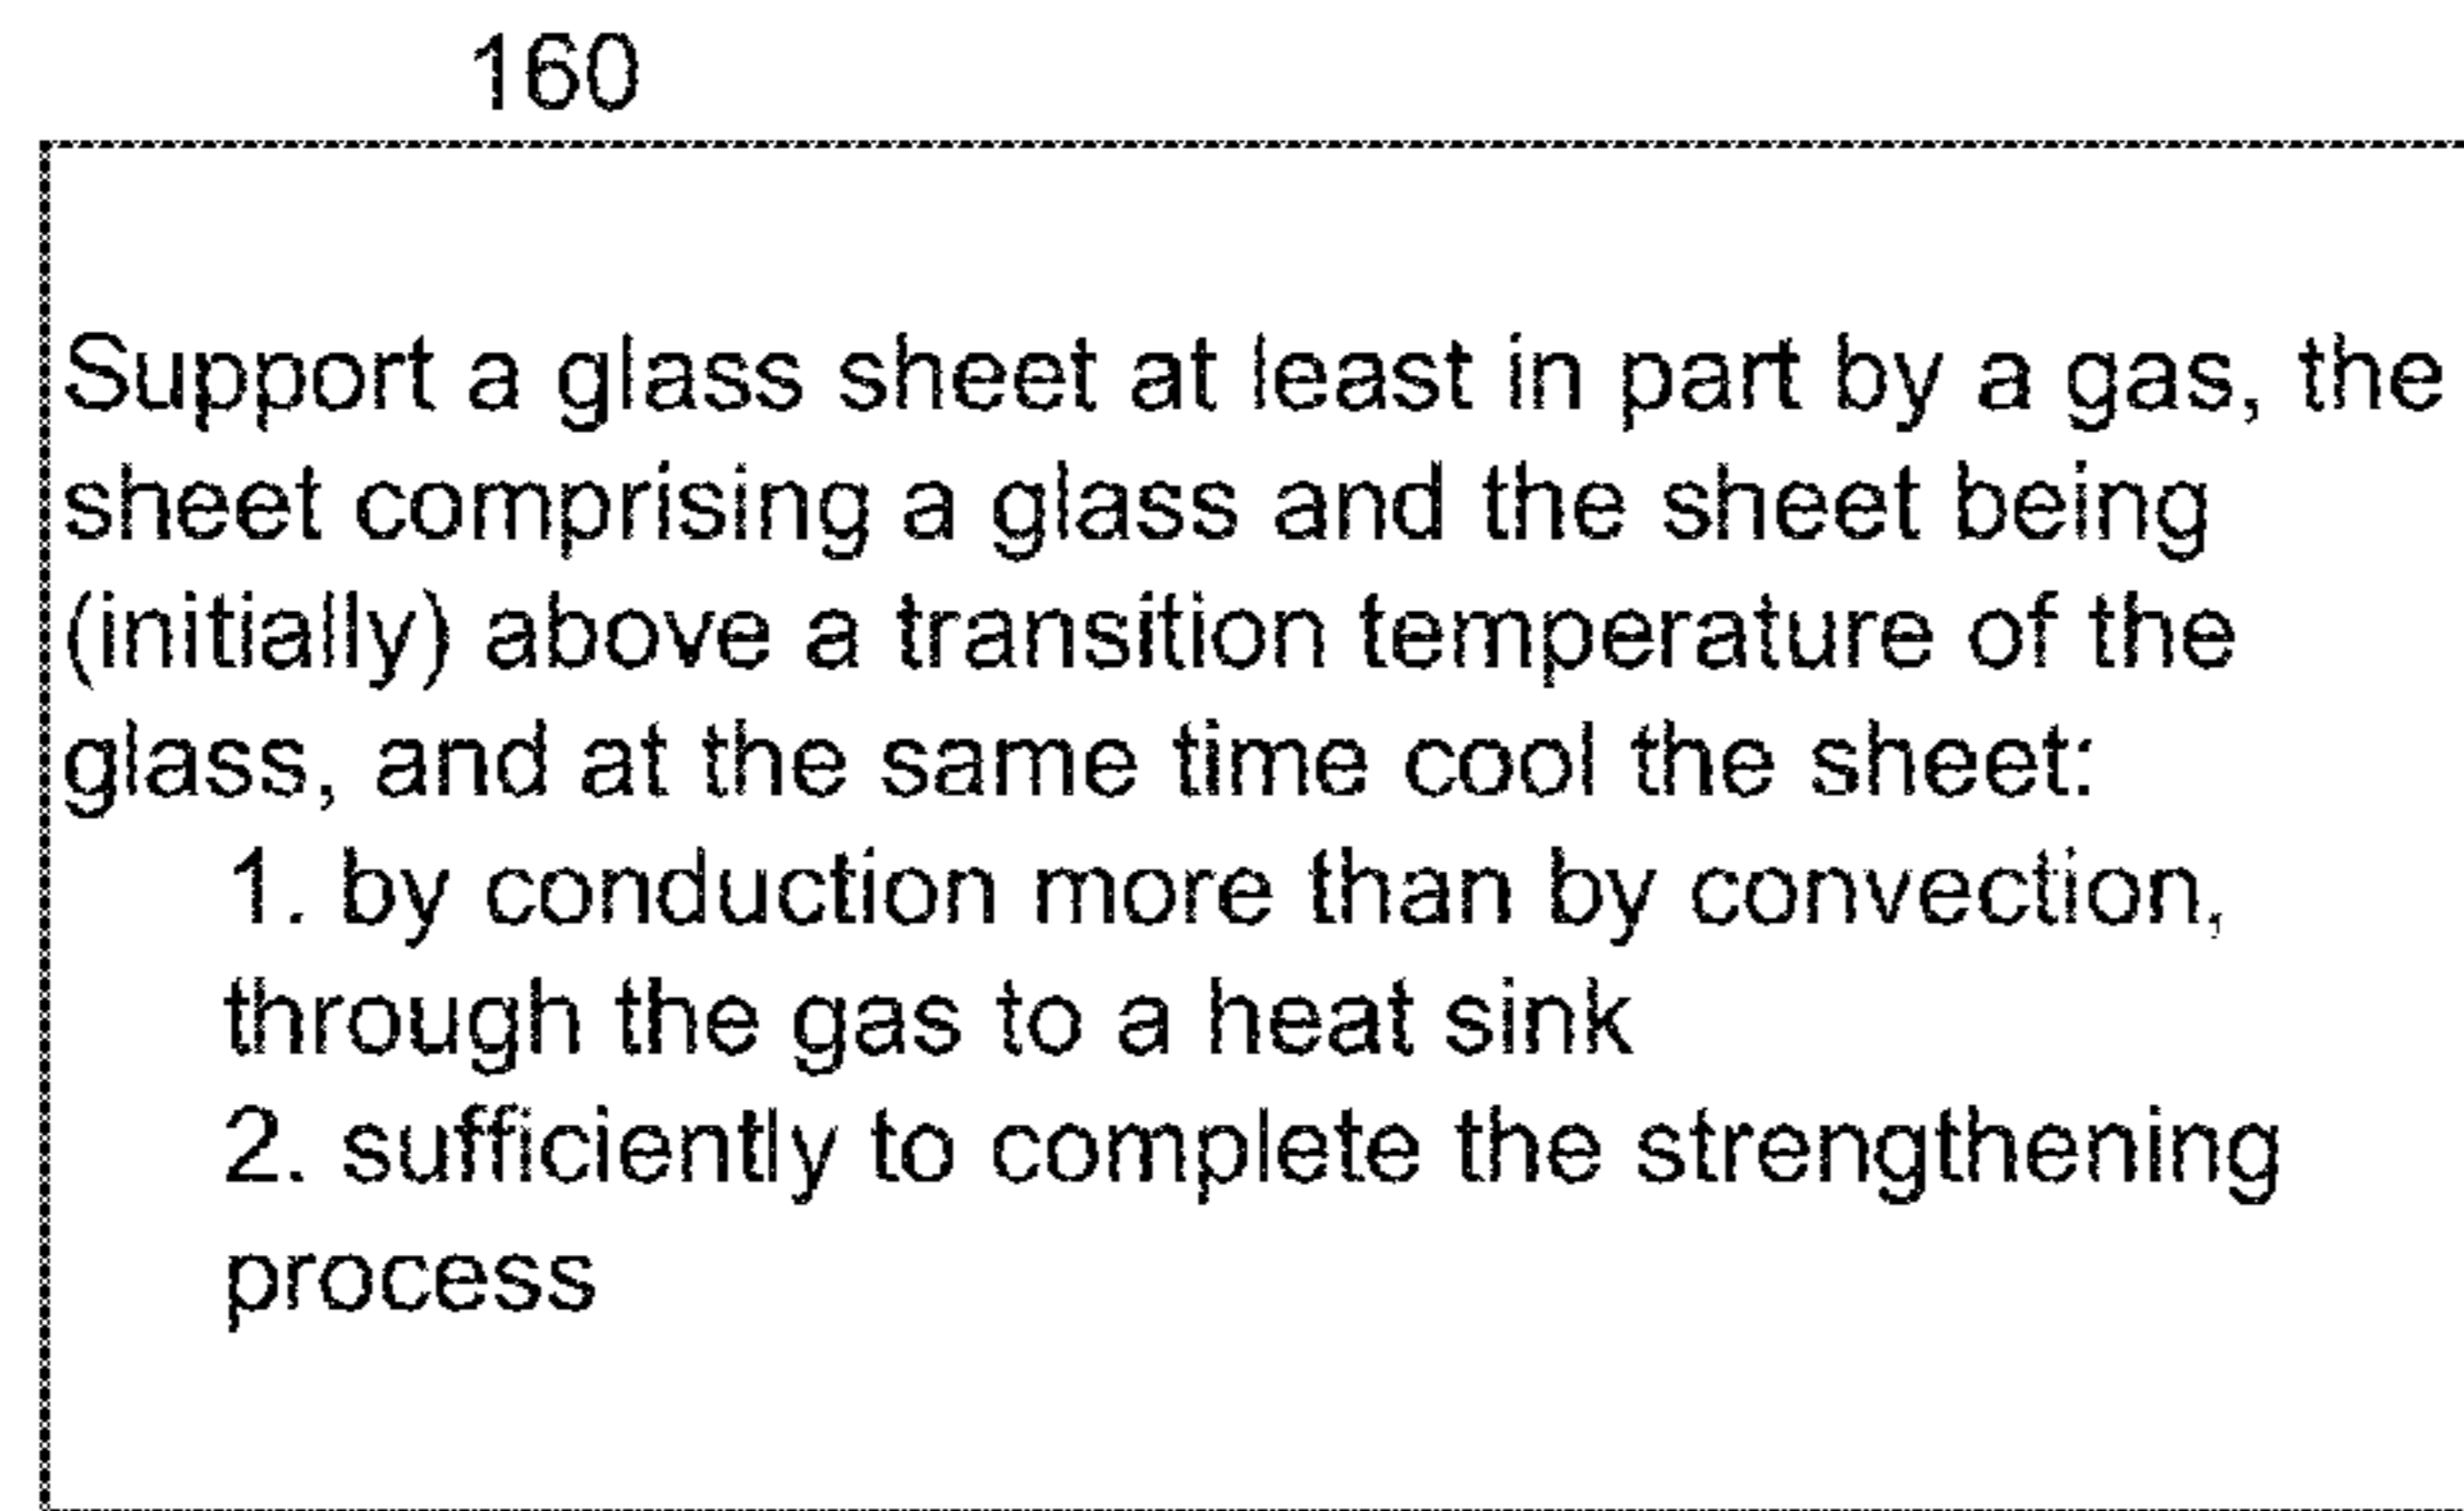 160
Support a glass sheet at least in part by a gas, the
sheet comprising a glass and the sheet being
(initially) above a transition temperature of the
glass, and at the same time cool the sheet:
1. by conduction more than by convection,
through the gas to a heat sink
2. sufficiently to complete the strengthening
process